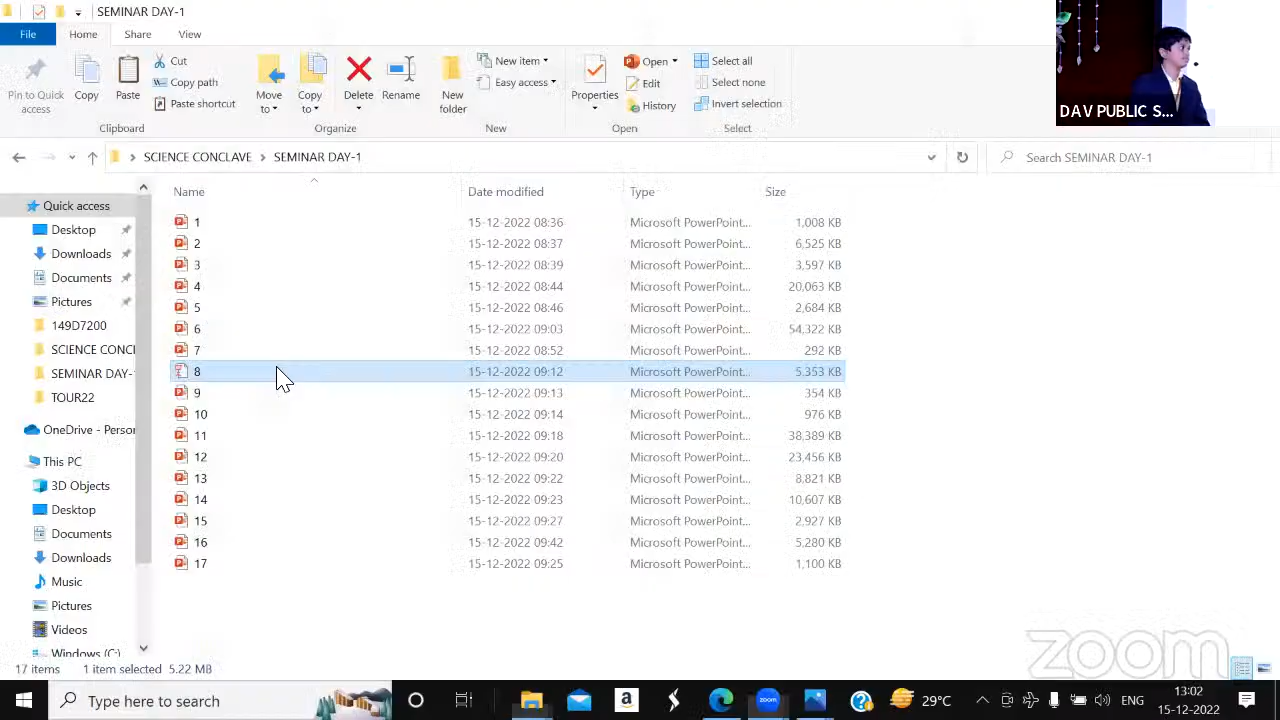 SEMINAR DAY-1
File Home Share View
Pin to Quick access
Copy
Paste
Cut
Copy path
Paste shortcut
Clipboard
Move to
Copy to
Delete
Rename
Organize
New folder
New item
Easy access
New
Properties
Open
Edit
History
Open
Select all
Select none
Invert selection
Select
DAV PUBLIC S...
SCIENCE CONCLAVE > SEMINAR DAY-1
Search SEMINAR DAY-1
Quick access
Desktop
Downloads
Documents
Pictures
149D7200
SCIENCE CONCL
SEMINAR DAY-
TOUR22
OneDrive - Person
This PC
3D Objects
Desktop
Documents
Downloads
Music
Pictures
Videos
Windows (C:)
Name Date modified Type Size
1 15-12-2022 08:36 Microsoft PowerPoint... 1,008 KB
2 15-12-2022 08:37 Microsoft PowerPoint... 6,525 KB
3 15-12-2022 08:39 Microsoft PowerPoint... 3,597 KB
4 15-12-2022 08:44 Microsoft PowerPoint... 20,063 KB
5 15-12-2022 08:46 Microsoft PowerPoint... 2,684 KB
6 15-12-2022 09:03 Microsoft PowerPoint... 54,322 KB
7 15-12-2022 08:52 Microsoft PowerPoint... 292 KB
8 15-12-2022 09:12 Microsoft PowerPoint... 5,353 KB
9 15-12-2022 09:13 Microsoft PowerPoint... 354 KB
10 15-12-2022 09:14 Microsoft PowerPoint... 976 KB
11 15-12-2022 09:18 Microsoft PowerPoint... 38,389 KB
12 15-12-2022 09:20 Microsoft PowerPoint... 23,456 KB
13 15-12-2022 09:22 Microsoft PowerPoint... 8,821 KB
14 15-12-2022 09:23 Microsoft PowerPoint... 10,607 KB
15 15-12-2022 09:27 Microsoft PowerPoint... 2,927 KB
16 15-12-2022 09:42 Microsoft PowerPoint... 5,280 KB
17 15-12-2022 09:25 Microsoft PowerPoint... 1,100 KB
zoom
17 items 1 item selected 5.22 MB
Type here to search
a
zoom
29°C
ENG
13:02
15-12-2022